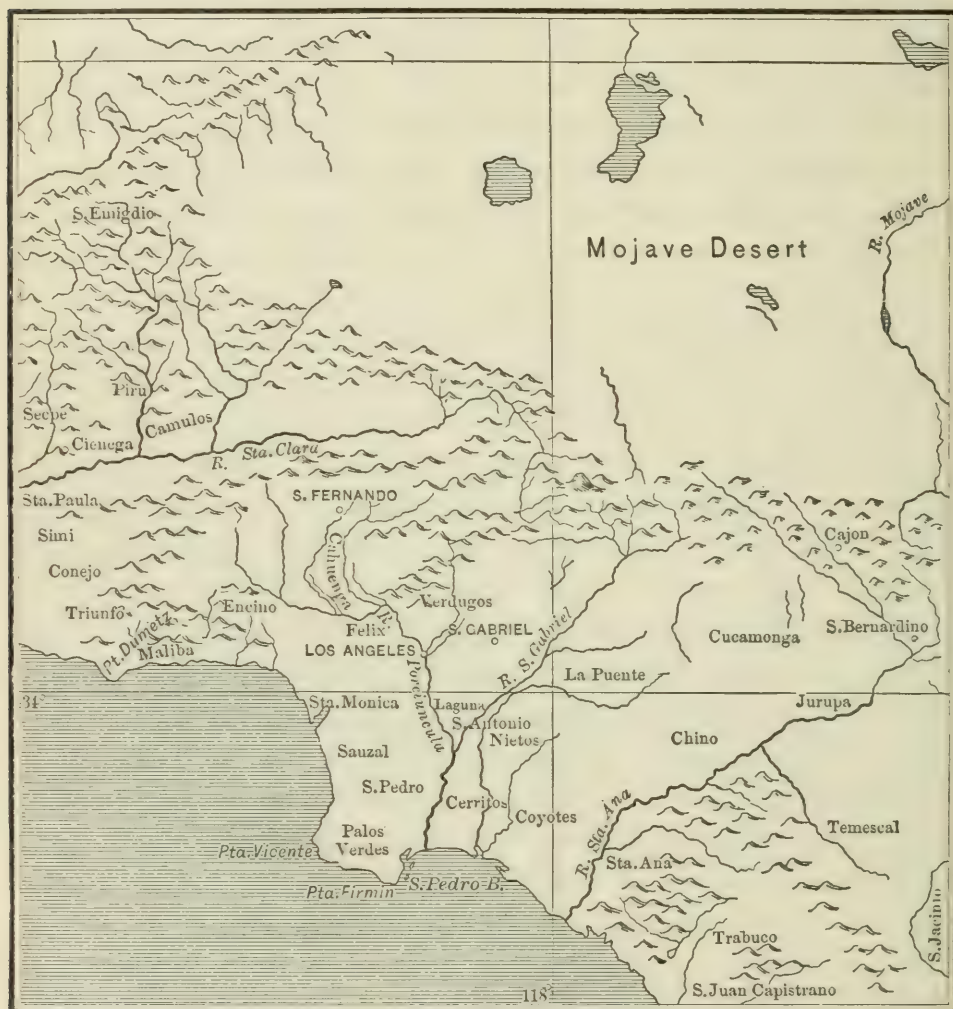 S. Emigdio
R. Mojave
Mojave Desert
Piru
Secpe
Camulos
Cienega
R. Sta. Clara
Sta. Paula
S. FERNANDO
Simi
Cajon
Conejo
Cahuenga
Triunfo
Encino
Verdugos
R.
Pt. Dumetz
Felix
S. GABRIEL
Cucamonga
S. Bernardino
Maliba
LOS ANGELES
R. S. Gabriel
La Puente
Porciuncula
34°
Sta. Monica
Laguna
Jurupa
S. Antonio
Nietos
Chino
Sauzal
S. Pedro
Cerritos
Coyotes
R. Sta. Ana
Temescal
Palos
Verdes
Pta. Vicente
Sta. Ana
Pta. Firmin
S. Pedro B.
S. Jacinto
Trabuco
S. Juan Capistrano
118°